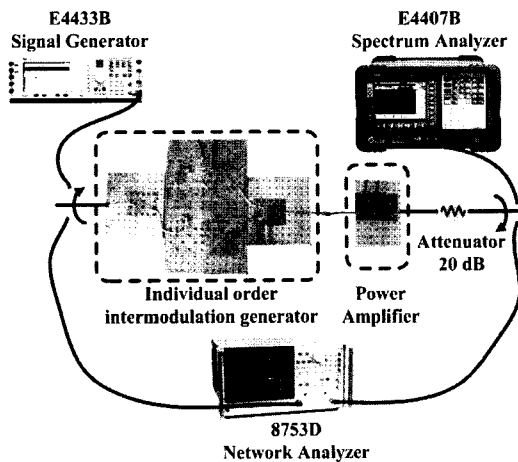 E4433B
Signal Generator
E4407B
Spectrum Analyzer
Attenuator
20 dB
Individual order
intermodulation generator
Power
Amplifier
8753D
Network Analyzer